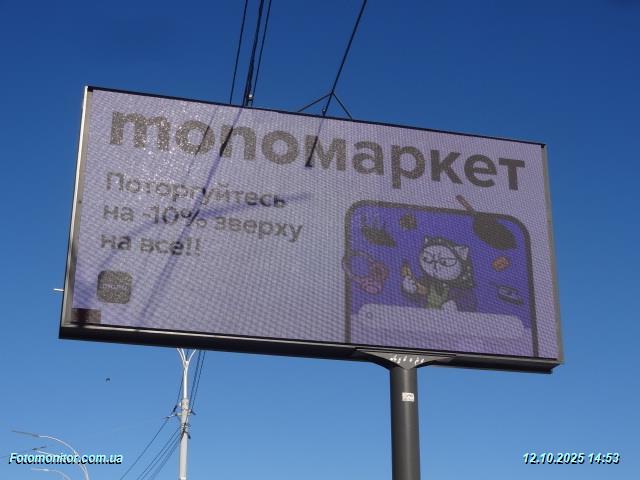 monoмаркет
Поторгуйтесь
на -10% зверху
на все!!
Fotomonitor.com.ua
12.10.2025 14:53